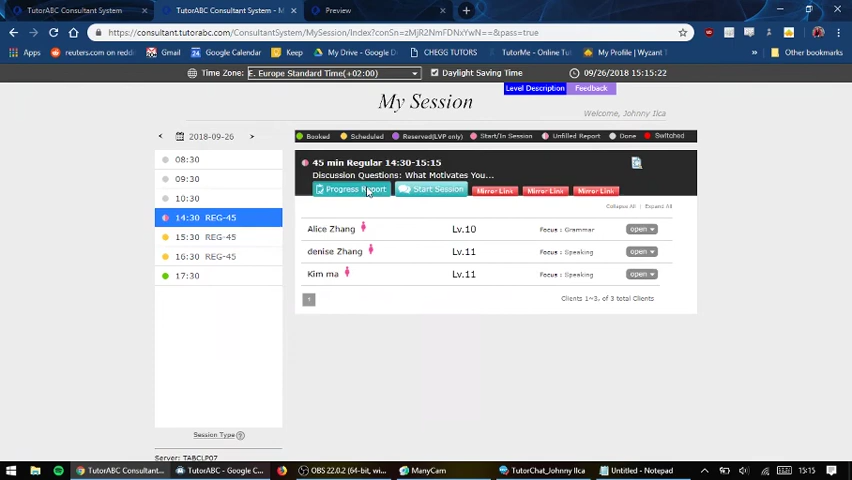 TutorABC Consultant System
TutorABC Consultant System - M
Preview
https://consultant.tutorabc.com/ConsultantSystem/MySession/Index?conSn=zMjR2NmFDNxYw==&pass=true
Apps
reuters.com on reddi
Gmail
Google Calendar
My Drive - Google D
CHEGG TUTORS
TutorMe - Online Tut
My Profile | Wyzant T
Other bookmarks
Time Zone:
E. Europe Standard Time(+02:00)
Daylight Saving Time
09/26/2018 15:15:22
My Session
Level Description
Feedback
Welcome, Johnny Ilca
< 2018-09-26 >
Booked
Scheduled
Reserved(LVP only)
Start/In Session
Unfilled Report
Done
Switched
08:30
09:30
10:30
14:30 REG-45
15:30 REG-45
16:30 REG-45
17:30
45 min Regular 14:30-15:15
Discussion Questions: What Motivates You...
Progress Report
Start Session
Mirror Link
Mirror Link
Mirror Link
Collapse All | Expand All
Alice Zhang Lv.10 Focus : Grammar open
denise Zhang Lv.11 Focus : Speaking open
Kim ma Lv.11 Focus : Speaking open
1
Clients 1~3, of 3 total Clients
Session Type
Server: TABCLP07
TutorABC Consultant...
TutorABC - Google C...
OBS 22.0.2 (64-bit, wi...
ManyCam
TutorChat_Johnny Ilca
Untitled - Notepad
15:15